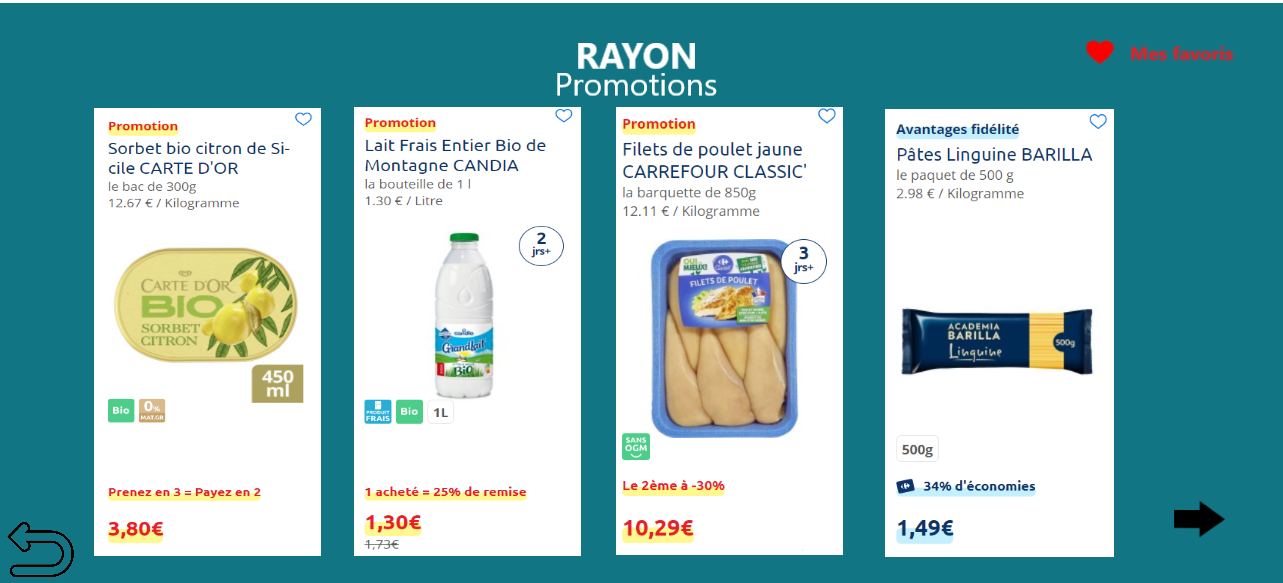 RAYON
Promotions
Mes favoris
Promotion
Sorbet bio citron de Si-
cile CARTE D'OR
le bac de 300g
12.67 € / Kilogramme
CARTE D'OR
BIO
SORBET
CITRON
450
ml
Bio
0%
MAT.GR
Prenez en 3 = Payez en 2
3,80€
Promotion
Lait Frais Entier Bio de
Montagne CANDIA
la bouteille de 1 l
1.30 € / Litre
2
jrs+
candia
Grandlait
Bio
PRODUIT
FRAIS
Bio
1L
1 acheté = 25% de remise
1,30€
1,73€
Promotion
Filets de poulet jaune
CARREFOUR CLASSIC'
la barquette de 850g
12.11 € / Kilogramme
3
jrs+
OUI
MIEUX!
FILETS DE POULET
SANS
OGM
Le 2ème à -30%
10,29€
Avantages fidélité
Pâtes Linguine BARILLA
le paquet de 500 g
2.98 € / Kilogramme
ACADEMIA
BARILLA
Linguine
500g
500g
34% d'économies
1,49€